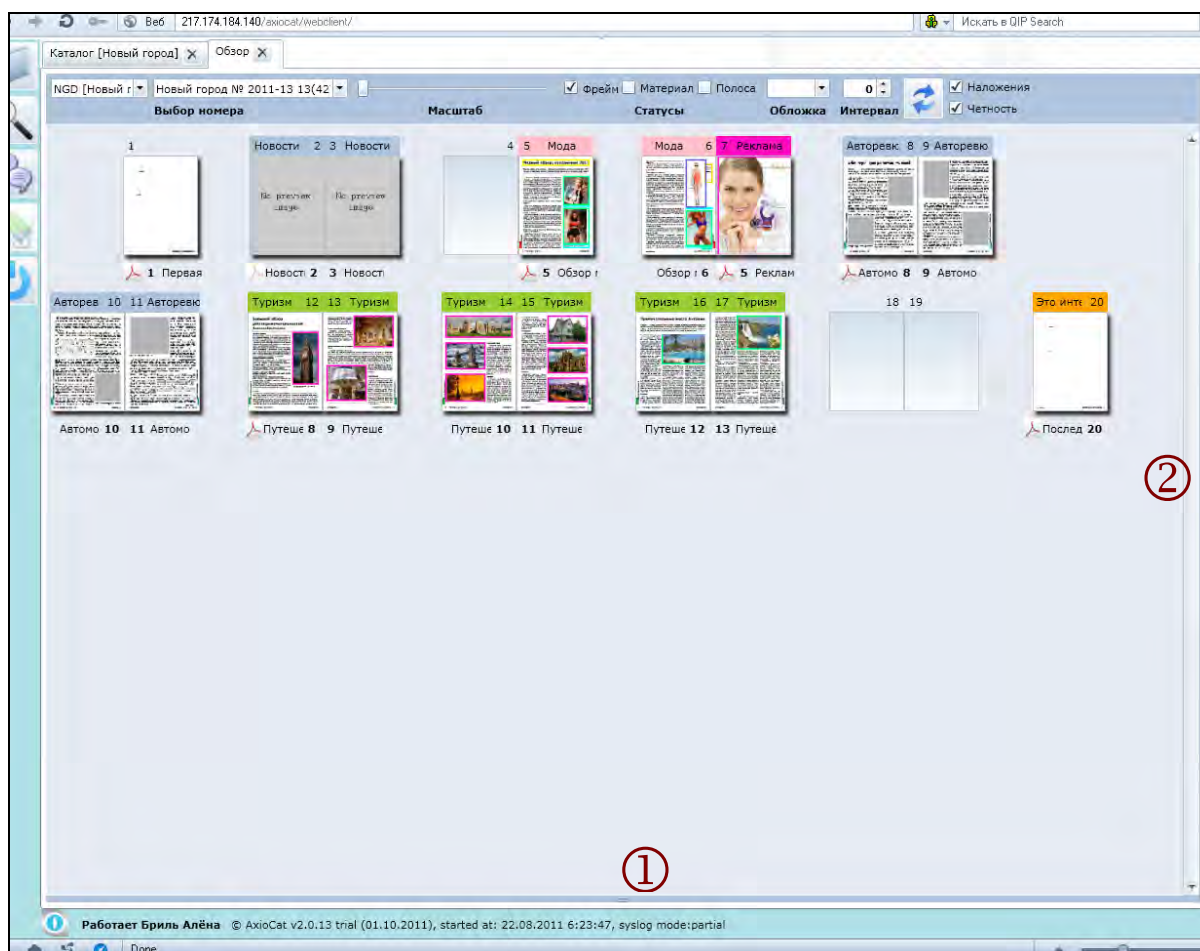 Веб 217.174.184.140/axiocat/webclient/ Искать в QIP Search
Каталог [Новый город] Обзор
NGD [Новый г Новый город № 2011-13 13(42 Фрейм Материал Полоса 0 Наложения
Выбор номера Масштаб Статусы Обложка Интервал Четность
1 Новости 2 3 Новости 4 5 Мода Мода 6 7 Реклама Авторевю 8 9 Авторевю
No preview image No preview image
1 Первая Новост 2 3 Новост 5 Обзор г Обзор г 6 5 Реклам Автомо 8 9 Автомо
Авторев 10 11 Авторевю Туризм 12 13 Туризм Туризм 14 15 Туризм Туризм 16 17 Туризм 18 19 Это инте 20
Автомо 10 11 Автомо Путеше 8 9 Путеше Путеше 10 11 Путеше Путеше 12 13 Путеше Послед 20
②
①
Работает Бриль Алёна © AxioCat v2.0.13 trial (01.10.2011), started at: 22.08.2011 6:23:47, syslog mode:partial
Done